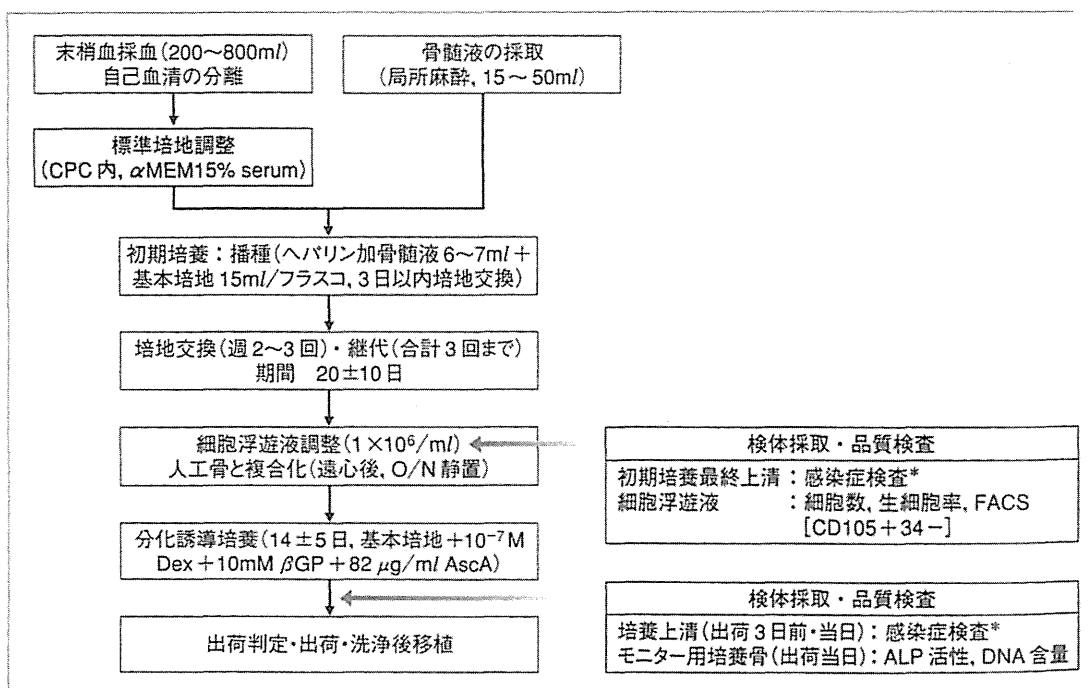 末梢血採血(200〜800ml)
自己血清の分離
骨髄液の採取
(局所麻酔, 15〜50ml)
標準培地調整
(CPC内, αMEM15% serum)
初期培養：播種(ヘパリン加骨髄液6〜7ml＋
基本培地15ml/フラスコ, 3日以内培地交換)
培地交換(週2〜3回)・継代(合計3回まで)
期間　20±10日
細胞浮遊液調整(1×10⁶/ml)
人工骨と複合化(遠心後, O/N静置)
検体採取・品質検査
初期培養最終上清：感染症検査*
細胞浮遊液　　　：細胞数, 生細胞率, FACS
[CD105＋34−]
分化誘導培養(14±5日, 基本培地＋10⁻⁷M
Dex＋10mM βGP＋82 μg/ml AscA)
検体採取・品質検査
培養上清(出荷3日前・当日)：感染症検査*
モニター用培養骨(出荷当日)：ALP活性, DNA含量
出荷判定・出荷・洗浄後移植